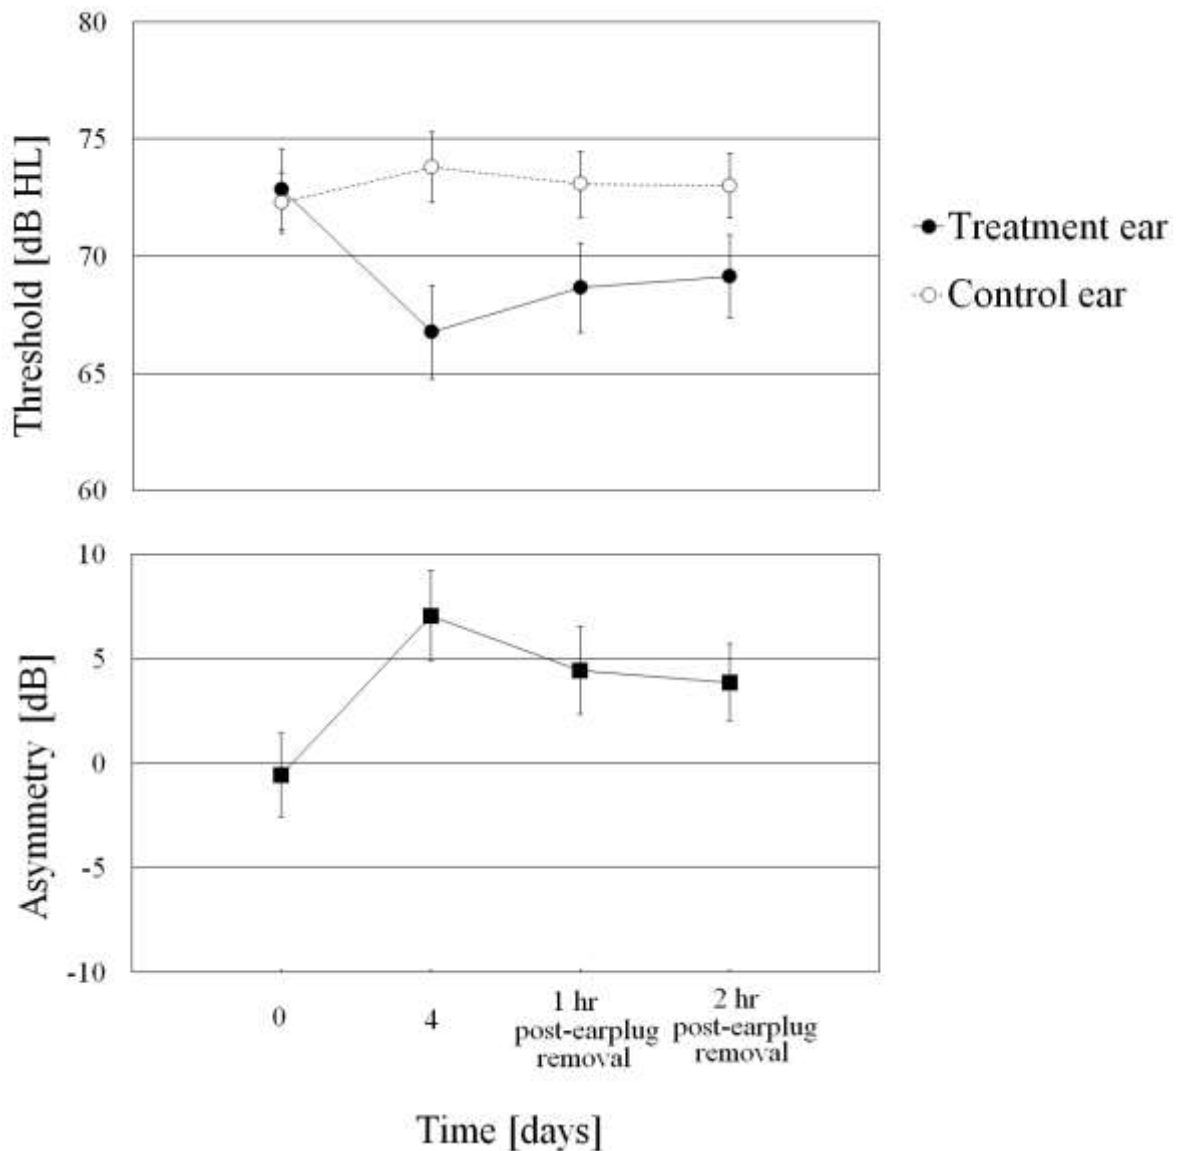 80
75
70
65
60
Threshold [dB HL]
Treatment ear
Control ear
10
5
0
-5
-10
Asymmetry [dB]
0
4
1 hr
post-earplug
removal
2 hr
post-earplug
removal
Time [days]